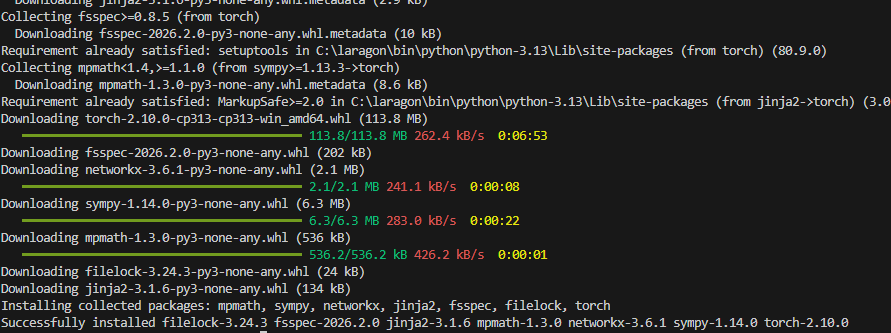 Downloading jinja2-3.1.6-py3-none-any.whl.metadata (2.9 kB)
Collecting fsspec>=0.8.5 (from torch)
  Downloading fsspec-2026.2.0-py3-none-any.whl.metadata (10 kB)
Requirement already satisfied: setuptools in C:\laragon\bin\python\python-3.13\Lib\site-packages (from torch) (80.9.0)
Collecting mpmath<1.4,>=1.1.0 (from sympy>=1.13.3->torch)
  Downloading mpmath-1.3.0-py3-none-any.whl.metadata (8.6 kB)
Requirement already satisfied: MarkupSafe>=2.0 in C:\laragon\bin\python\python-3.13\Lib\site-packages (from jinja2->torch) (3.0
Downloading torch-2.10.0-cp313-cp313-win_amd64.whl (113.8 MB)
113.8/113.8 MB 262.4 kB/s 0:06:53
Downloading fsspec-2026.2.0-py3-none-any.whl (202 kB)
Downloading networkx-3.6.1-py3-none-any.whl (2.1 MB)
2.1/2.1 MB 241.1 kB/s 0:00:08
Downloading sympy-1.14.0-py3-none-any.whl (6.3 MB)
6.3/6.3 MB 283.0 kB/s 0:00:22
Downloading mpmath-1.3.0-py3-none-any.whl (536 kB)
536.2/536.2 kB 426.2 kB/s 0:00:01
Downloading filelock-3.24.3-py3-none-any.whl (24 kB)
Downloading jinja2-3.1.6-py3-none-any.whl (134 kB)
Installing collected packages: mpmath, sympy, networkx, jinja2, fsspec, filelock, torch
Successfully installed filelock-3.24.3 fsspec-2026.2.0 jinja2-3.1.6 mpmath-1.3.0 networkx-3.6.1 sympy-1.14.0 torch-2.10.0